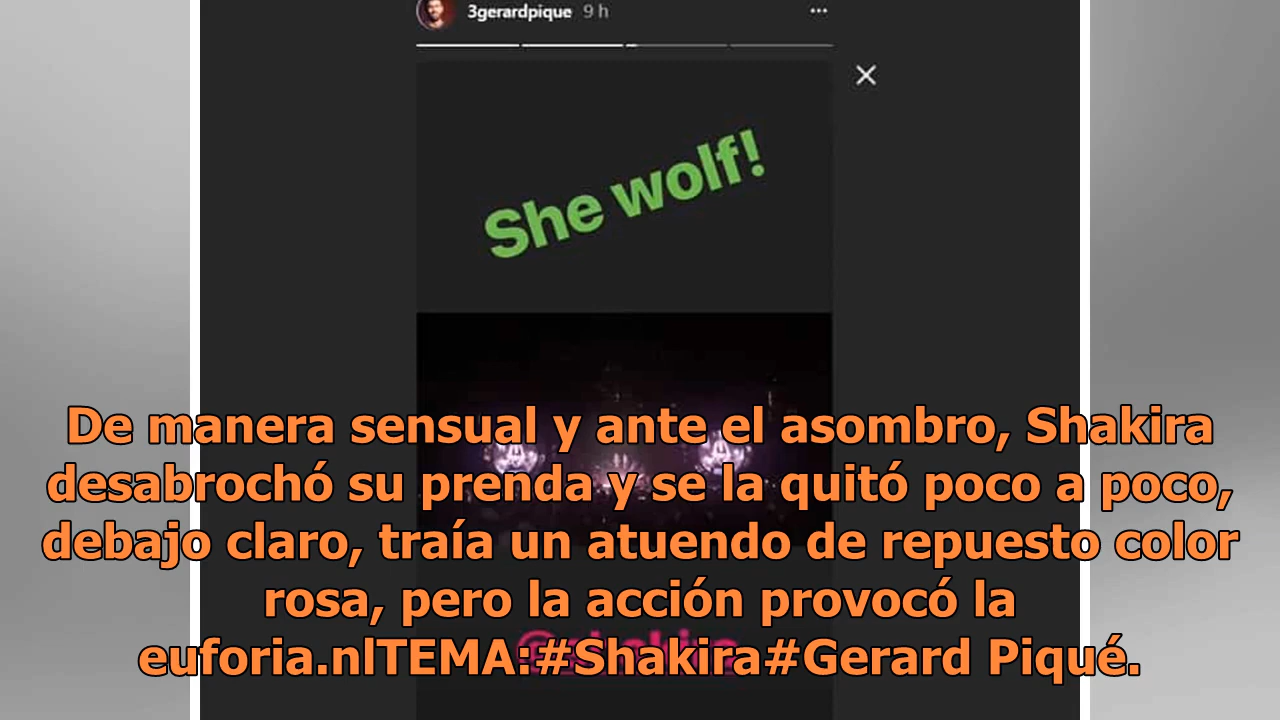 3gerardpique 9 h
She wolf!
De manera sensual y ante el asombro, Shakira
desabrochó su prenda y se la quitó poco a poco,
debajo claro, traía un atuendo de repuesto color
rosa, pero la acción provocó la
euforia.nlTEMA:#Shakira#Gerard Piqué.